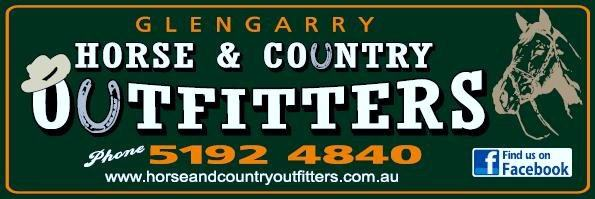 GLENGARRY
HORSE & COUNTRY
OUTFITTERS
Phone 5192 4840
www.horseandcountryoutfitters.com.au
f Find us on
Facebook